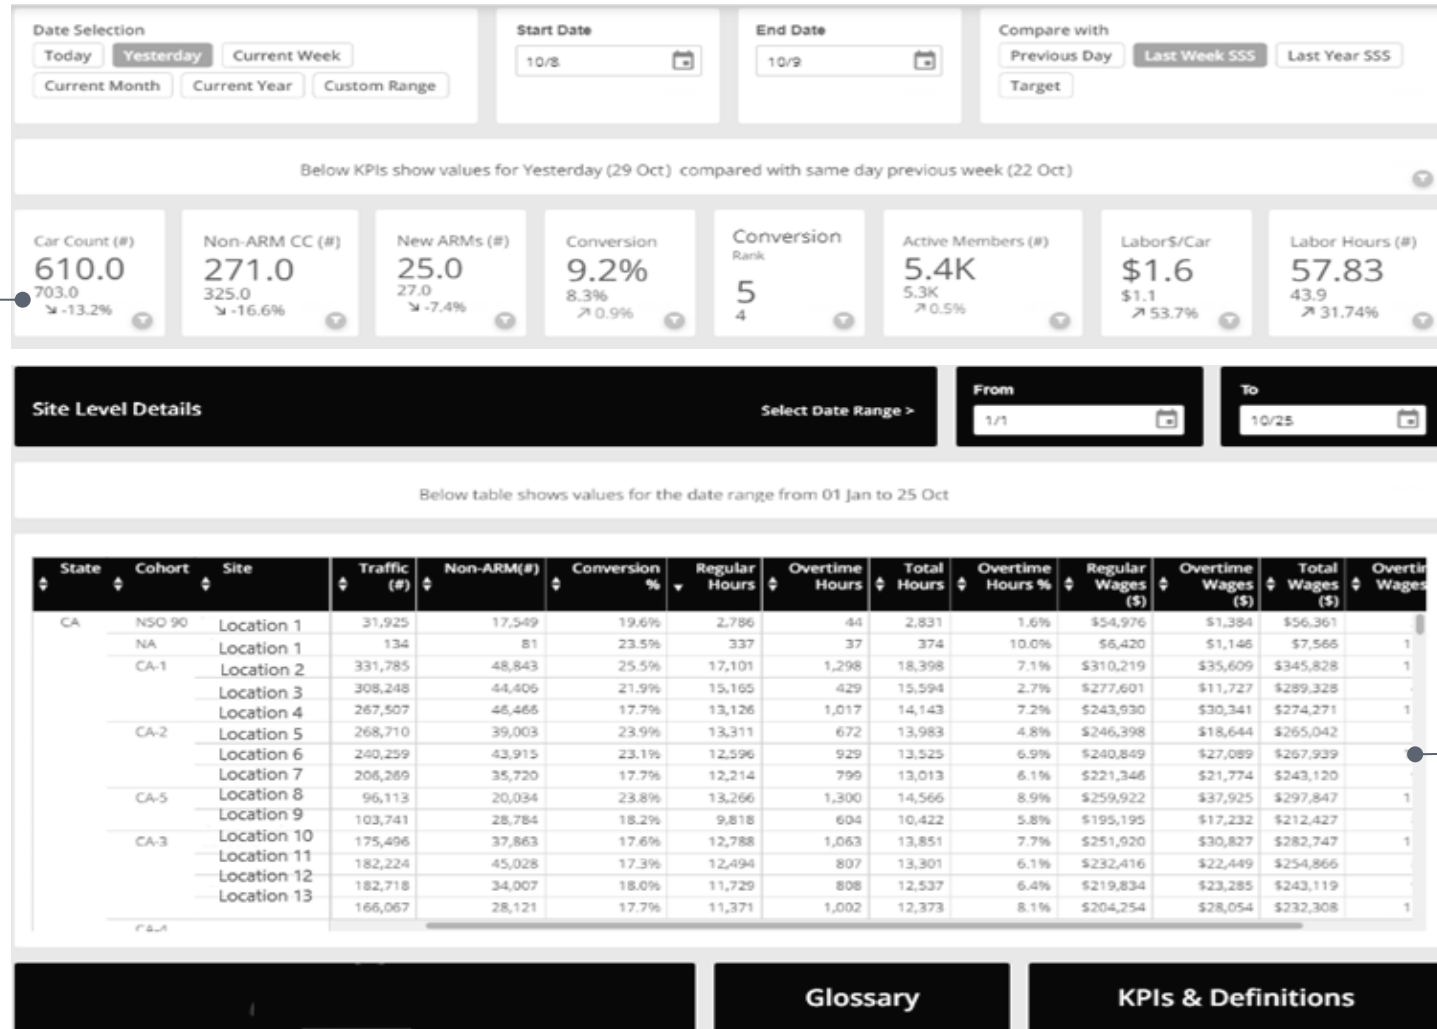 Date Selection
Today Yesterday Current Week
Current Month Current Year Custom Range
Start Date
10/8
End Date
10/9
Compare with
Previous Day Last Week SSS Last Year SSS
Target
Below KPIs show values for Yesterday (29 Oct) compared with same day previous week (22 Oct)
Car Count (#)
610.0
703.0
↘ -13.2%
Non-ARM CC (#)
271.0
325.0
↘ -16.6%
New ARMs (#)
25.0
27.0
↘ -7.4%
Conversion
9.2%
8.3%
↗ 0.9%
Conversion
Rank
5
4
Active Members (#)
5.4K
5.3K
↗ 0.5%
Labor$/Car
$1.6
$1.1
↗ 53.7%
Labor Hours (#)
57.83
43.9
↗ 31.74%
Site Level Details
Select Date Range >
From
1/1
To
10/25
Below table shows values for the date range from 01 Jan to 25 Oct
State Cohort Site Traffic (#) Non-ARM(#) Conversion % Regular Hours Overtime Hours Total Hours Overtime Hours % Regular Wages ($) Overtime Wages ($) Total Wages ($) Overtir Wages
CA NSO 90 Location 1 31,925 17,549 19.6% 2,786 44 2,831 1.6% $54,976 $1,384 $56,361
NA Location 1 134 81 23.5% 337 37 374 10.0% $6,420 $1,146 $7,566 1
CA-1 Location 2 331,785 48,843 25.5% 17,101 1,298 18,398 7.1% $310,219 $35,609 $345,828 1
Location 3 308,248 44,406 21.9% 15,165 429 15,594 2.7% $277,601 $11,727 $289,328
Location 4 267,507 46,466 17.7% 13,126 1,017 14,143 7.2% $243,930 $30,341 $274,271 1
CA-2 Location 5 268,710 39,003 23.9% 13,311 672 13,983 4.8% $246,398 $18,644 $265,042
Location 6 240,259 43,915 23.1% 12,596 929 13,525 6.9% $240,849 $27,089 $267,939
Location 7 206,269 35,720 17.7% 12,214 799 13,013 6.1% $221,346 $21,774 $243,120
CA-5 Location 8 96,113 20,034 23.8% 13,266 1,300 14,566 8.9% $259,922 $37,925 $297,847 1
Location 9 103,741 28,784 18.2% 9,818 604 10,422 5.8% $195,195 $17,232 $212,427
CA-3 Location 10 175,496 37,863 17.6% 12,788 1,063 13,851 7.7% $251,920 $30,827 $282,747 1
Location 11 182,224 45,028 17.3% 12,494 807 13,301 6.1% $232,416 $22,449 $254,866
Location 12 182,718 34,007 18.0% 11,729 808 12,537 6.4% $219,834 $23,285 $243,119
Location 13 166,067 28,121 17.7% 11,371 1,002 12,373 8.1% $204,254 $28,054 $232,308 1
CA-4
Glossary
KPIs & Definitions